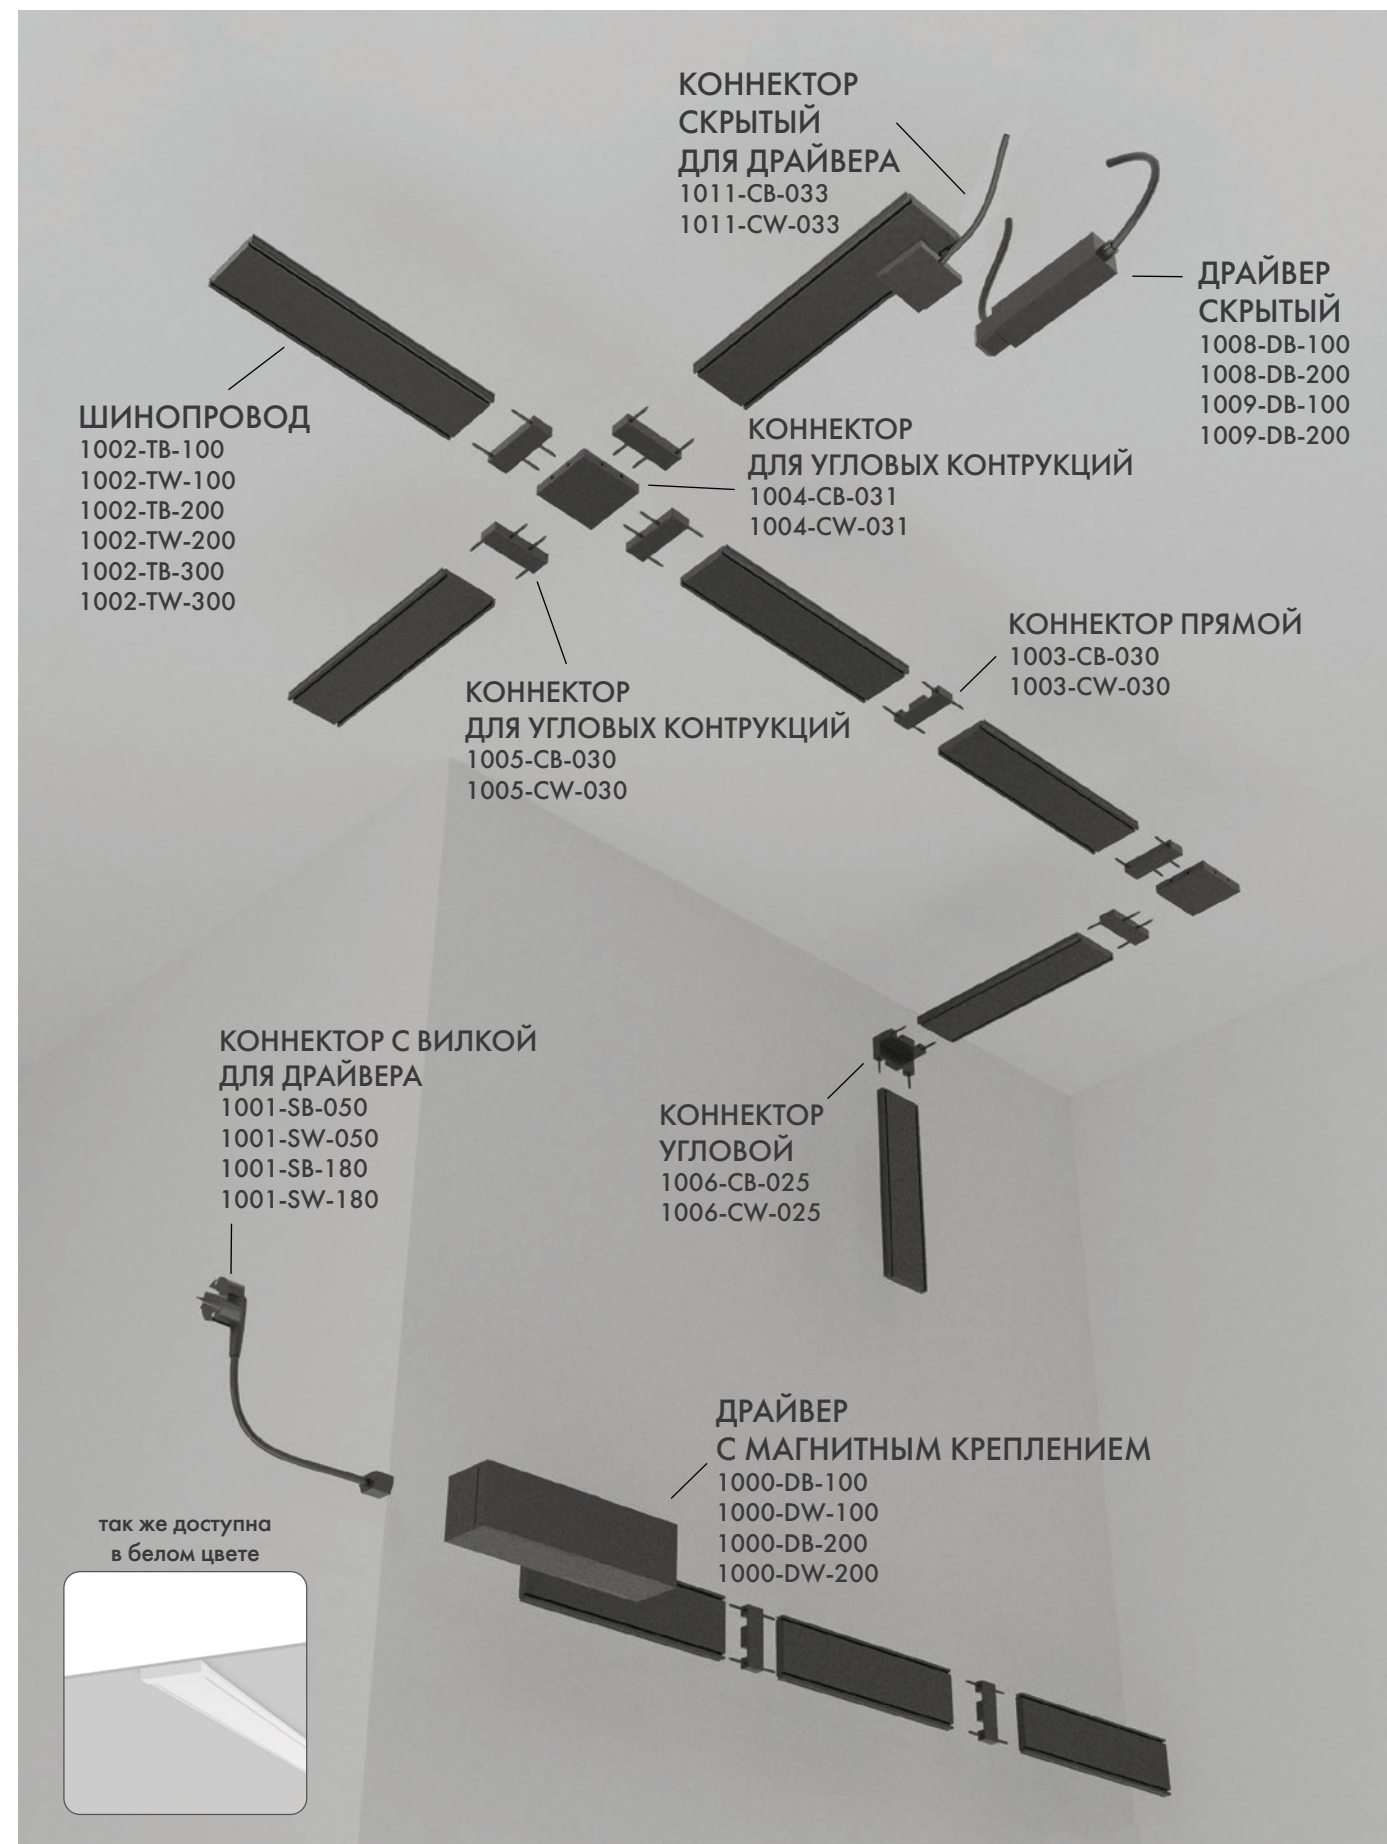 КОННЕКТОР
СКРЫТЫЙ
ДЛЯ ДРАЙВЕРА
1011-CB-033
1011-CW-033
ДРАЙВЕР
СКРЫТЫЙ
1008-DB-100
1008-DB-200
1009-DB-100
1009-DB-200
ШИНОПРОВОД
1002-TB-100
1002-TW-100
1002-TB-200
1002-TW-200
1002-TB-300
1002-TW-300
КОННЕКТОР
ДЛЯ УГЛОВЫХ КОНТРУКЦИЙ
1004-CB-031
1004-CW-031
КОННЕКТОР ПРЯМОЙ
1003-CB-030
1003-CW-030
КОННЕКТОР
ДЛЯ УГЛОВЫХ КОНТРУКЦИЙ
1005-CB-030
1005-CW-030
КОННЕКТОР С ВИЛКОЙ
ДЛЯ ДРАЙВЕРА
1001-SB-050
1001-SW-050
1001-SB-180
1001-SW-180
КОННЕКТОР
УГЛОВОЙ
1006-CB-025
1006-CW-025
ДРАЙВЕР
С МАГНИТНЫМ КРЕПЛЕНИЕМ
1000-DB-100
1000-DW-100
1000-DB-200
1000-DW-200
так же доступна
в белом цвете